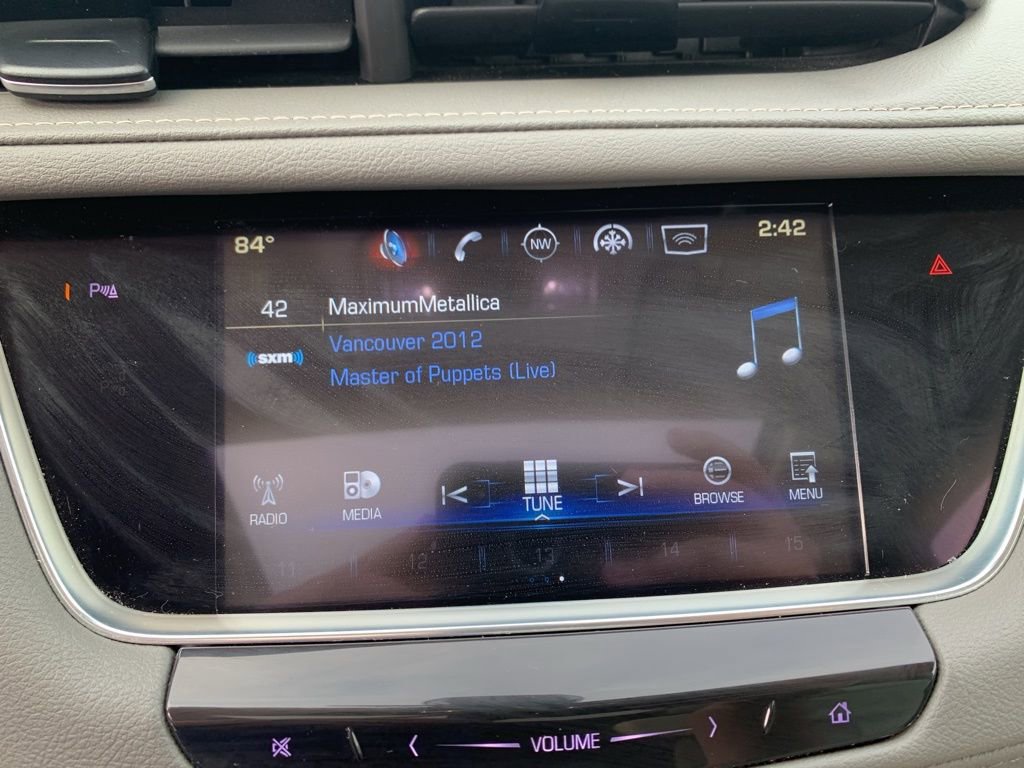 84°
NW
2:42
P
42
MaximumMetallica
sxm
Vancouver 2012
Master of Puppets (Live)
RADIO
MEDIA
TUNE
BROWSE
MENU
11
12
13
14
15
VOLUME